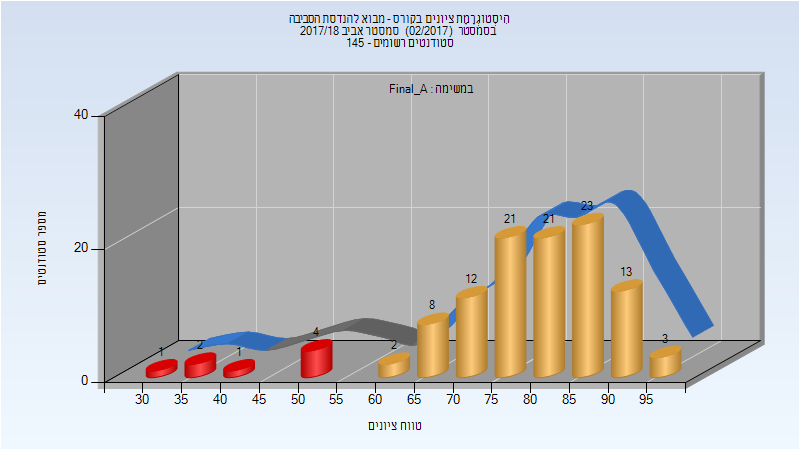 היסטוגרמת ציונים בקורס - מבוא להנדסת הסביבה
בסמסטר (02/2017) סמסטר אביב 2017/18
סטודנטים רשומים - 145
במשימה : Final_A
מספר סטודנטים
40
20
0
1
2
1
4
2
8
12
21
21
23
13
3
30 35 40 45 50 55 60 65 70 75 80 85 90 95
טווח ציונים